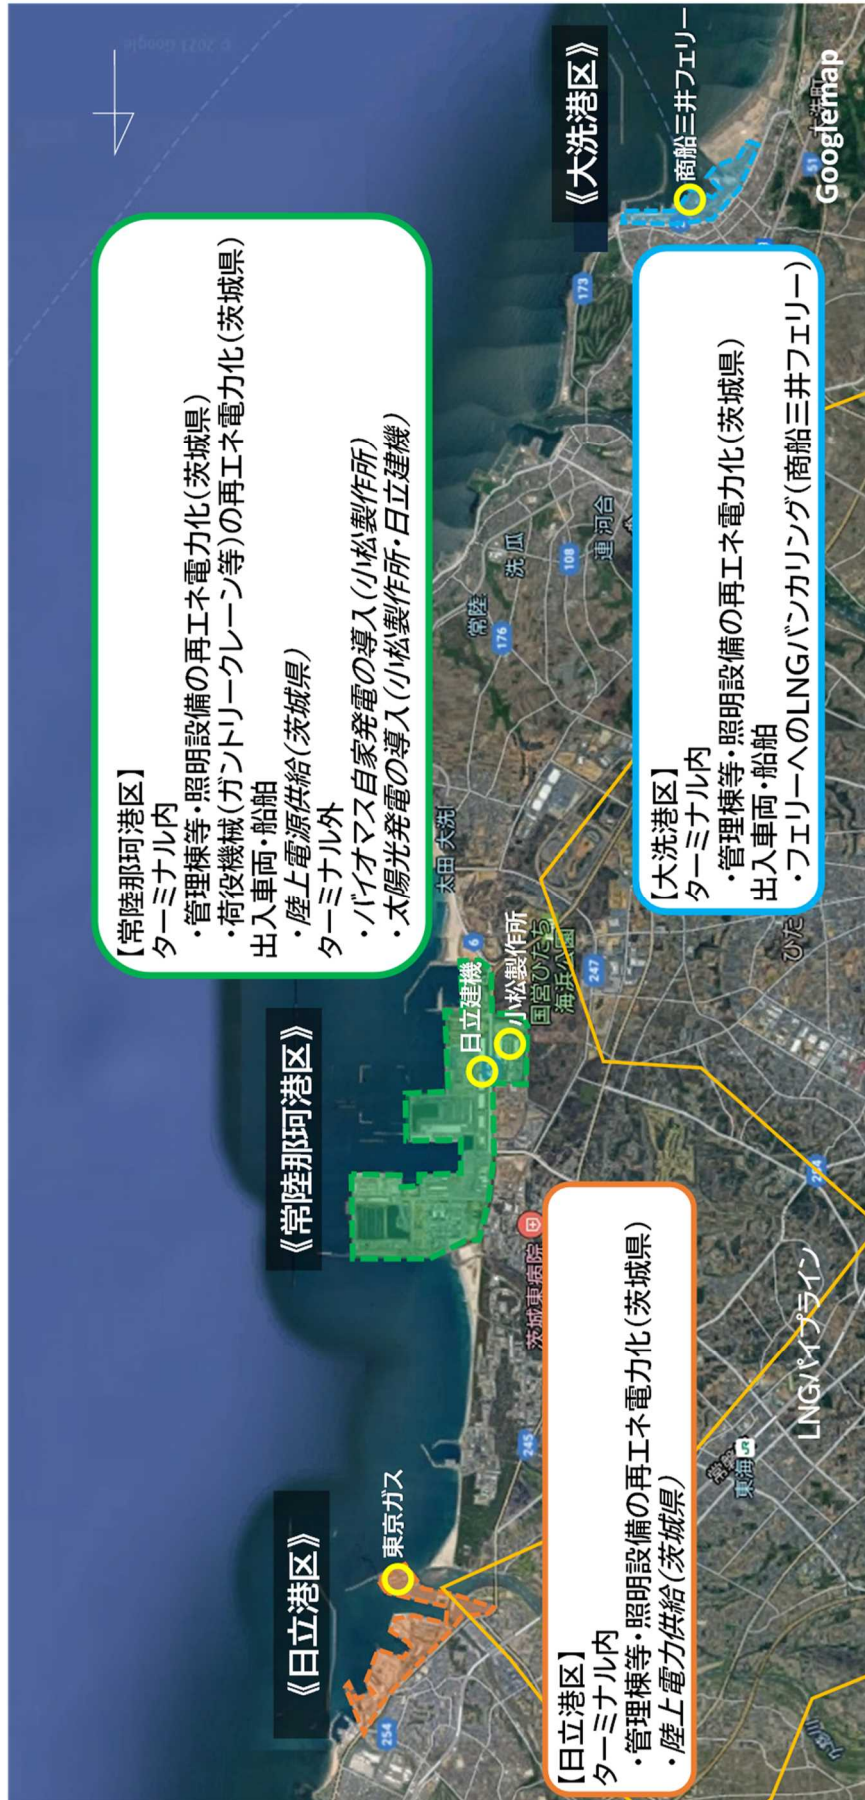 《日立港区》
東京ガス
254
【日立港区】
ターミナル内
・管理棟等・照明設備の再エネ電力化(茨城県)
・陸上電力供給(茨城県)
245
東海
JR
LNGパイプライン
《常陸那珂港区》
日立建機
小松製作所
国営ひたち
海浜公園
茨城東病院
6
247
【常陸那珂港区】
ターミナル内
・管理棟等・照明設備の再エネ電力化(茨城県)
・荷役機械(ガントリークレーン等)の再エネ電力化(茨城県)
出入車両・船舶
・陸上電源供給(茨城県)
ターミナル外
・バイオマス自家発電の導入(小松製作所)
・太陽光発電の導入(小松製作所・日立建機)
176
108
173
《大洗港区》
商船三井フェリー
【大洗港区】
ターミナル内
・管理棟等・照明設備の再エネ電力化(茨城県)
出入車両・船舶
・フェリーへのLNGバンカリング(商船三井フェリー)
51
大洗町
Googlemap